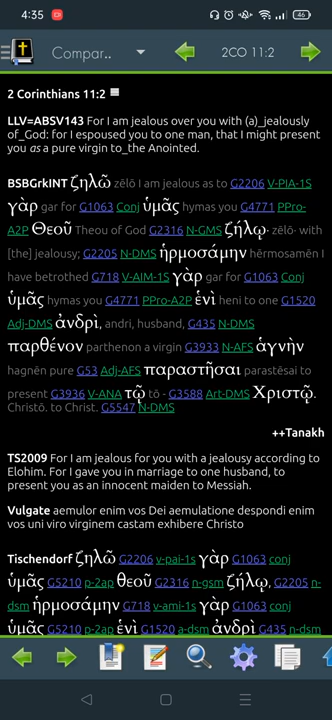 4:35 46
Compar.. 2CO 11:2
2 Corinthians 11:2
LLV=ABSV143 For I am jealous over you with (a)_jealously
of_God: for I espoused you to one man, that I might present
you as a pure virgin to_the Anointed.
BSBGrkINT ζηλῶ zēlō I am jealous as to G2206 V-PIA-1S
γὰρ gar for G1063 Conj ὑμᾶς hymas you G4771 PPro-
A2P Θεοῦ Theou of God G2316 N-GMS ζήλῳ· zēlō· with
[the] jealousy; G2205 N-DMS ἡρμοσάμην hērmosamēn I
have betrothed G718 V-AIM-1S γὰρ gar for G1063 Conj
ὑμᾶς hymas you G4771 PPro-A2P ἑνὶ heni to one G1520
Adj-DMS ἀνδρὶ, andri, husband, G435 N-DMS
παρθένον parthenon a virgin G3933 N-AFS ἁγνὴν
hagnēn pure G53 Adj-AFS παραστῆσαι parastēsai to
present G3936 V-ANA τῷ tō - G3588 Art-DMS Χριστῷ.
Christō. to Christ. G5547 N-DMS
++Tanakh
TS2009 For I am jealous for you with a jealousy according to
Elohim. For I gave you in marriage to one husband, to
present you as an innocent maiden to Messiah.
Vulgate aemulor enim vos Dei aemulatione despondi enim
vos uni viro virginem castam exhibere Christo
Tischendorf ζηλῶ G2206 v-pai-1s γὰρ G1063 conj
ὑμᾶς G5210 p-2ap θεοῦ G2316 n-gsm ζήλῳ, G2205 n-
dsm ἡρμοσάμην G718 v-ami-1s γὰρ G1063 conj
ὑμᾶς G5210 p-2ap ἑνὶ G1520 a-dsm ἀνδρὶ G435 n-dsm